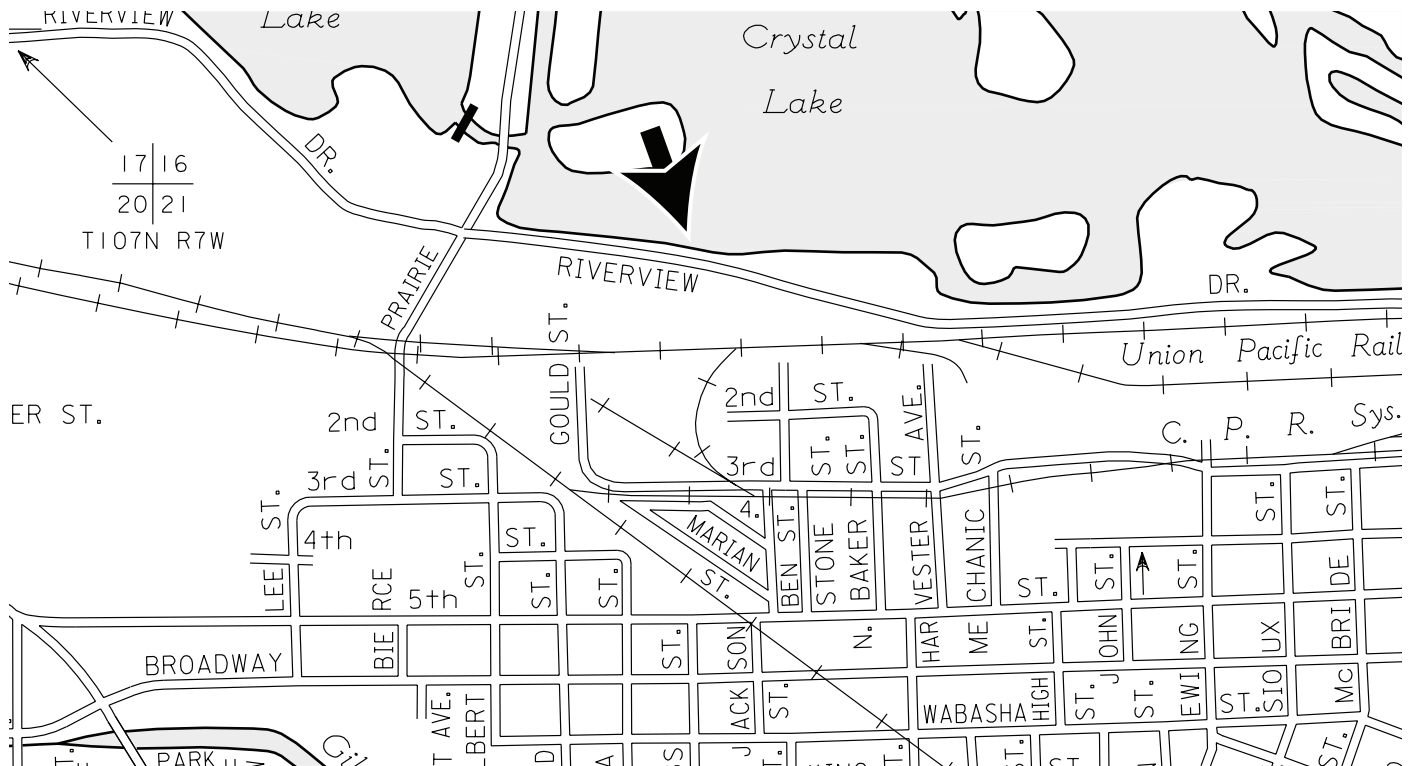 RIVERVIEW
Lake
Crystal
Lake
DR.
17 16
20 21
T107N R7W
PRAIRIE
RIVERVIEW
DR.
Union Pacific Rail
ER ST.
GOULD ST.
2nd ST.
2nd ST.
AVE.
ST.
C. P. R. Sys.
3rd ST.
ST.
3rd ST
ST. ST.
LEE ST.
4th ST.
4.
MARIAN ST.
BEN ST.
STONE
BAKER
VESTER
CHANIC
ST.
ST.
5th ST.
ST.
ST.
RCE
BIE
ST.
JOHN ST.
ST.
DE
BRI
Mc
BROADWAY
ST.
SON
JACK
ST.
N.
HAR
ME
ST.
HIGH
NG
EWI
UX
SIO
WABASHA
ST.
ST.
ST.
T AVE.
LBERT
Gil
PARK
ST.
ST.
ST.